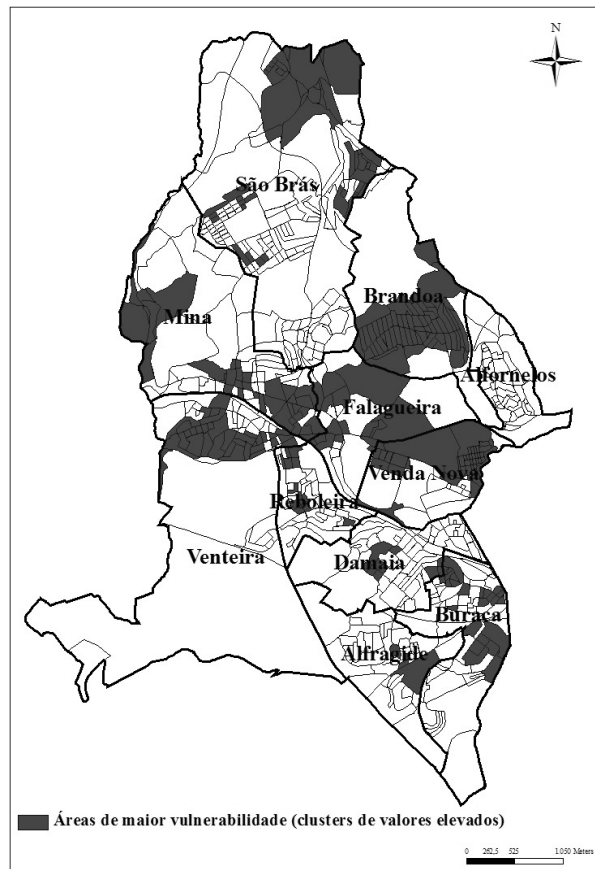 N
São Brás
Brandoa
Mina
Alfornelos
Falagueira
Venda Nova
Reboleira
Venteira
Damaia
Buraca
Alfragide
Áreas de maior vulnerabilidade (clusters de valores elevados)
0 262,5 525 1.050 Meters